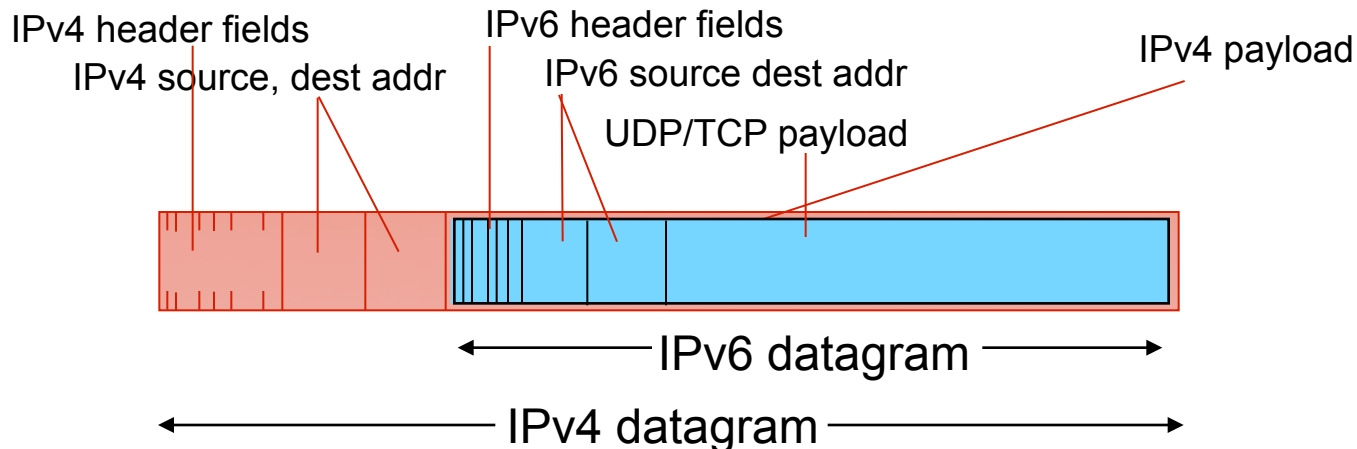 IPv4 header fields
IPv6 header fields
IPv4 payload
IPv4 source, dest addr
IPv6 source dest addr
UDP/TCP payload
IPv6 datagram
IPv4 datagram